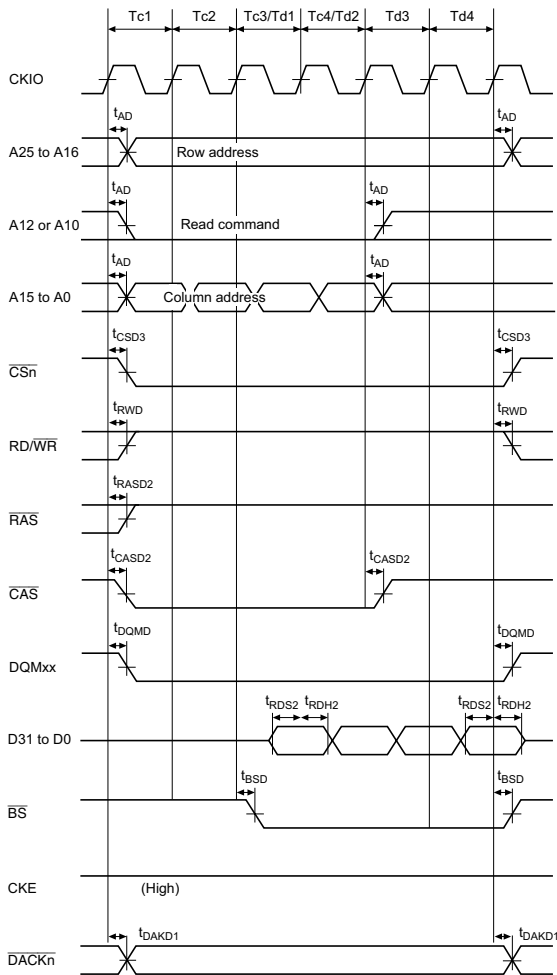 Tc1 Tc2 Tc3/Td1 Tc4/Td2 Td3 Td4
CKIO
tAD tAD
A25 to A16 Row address
tAD tAD
A12 or A10 Read command
tAD tAD
A15 to A0 Column address
tCSD3 tCSD3
CSn
tRWD tRWD
RD/WR
tRASD2
RAS
tCASD2 tCASD2
CAS
tDQMD tDQMD
DQMxx
tRDS2 tRDH2 tRDS2 tRDH2
D31 to D0
tBSD tBSD
BS
CKE (High)
tDAKD1 tDAKD1
DACKn